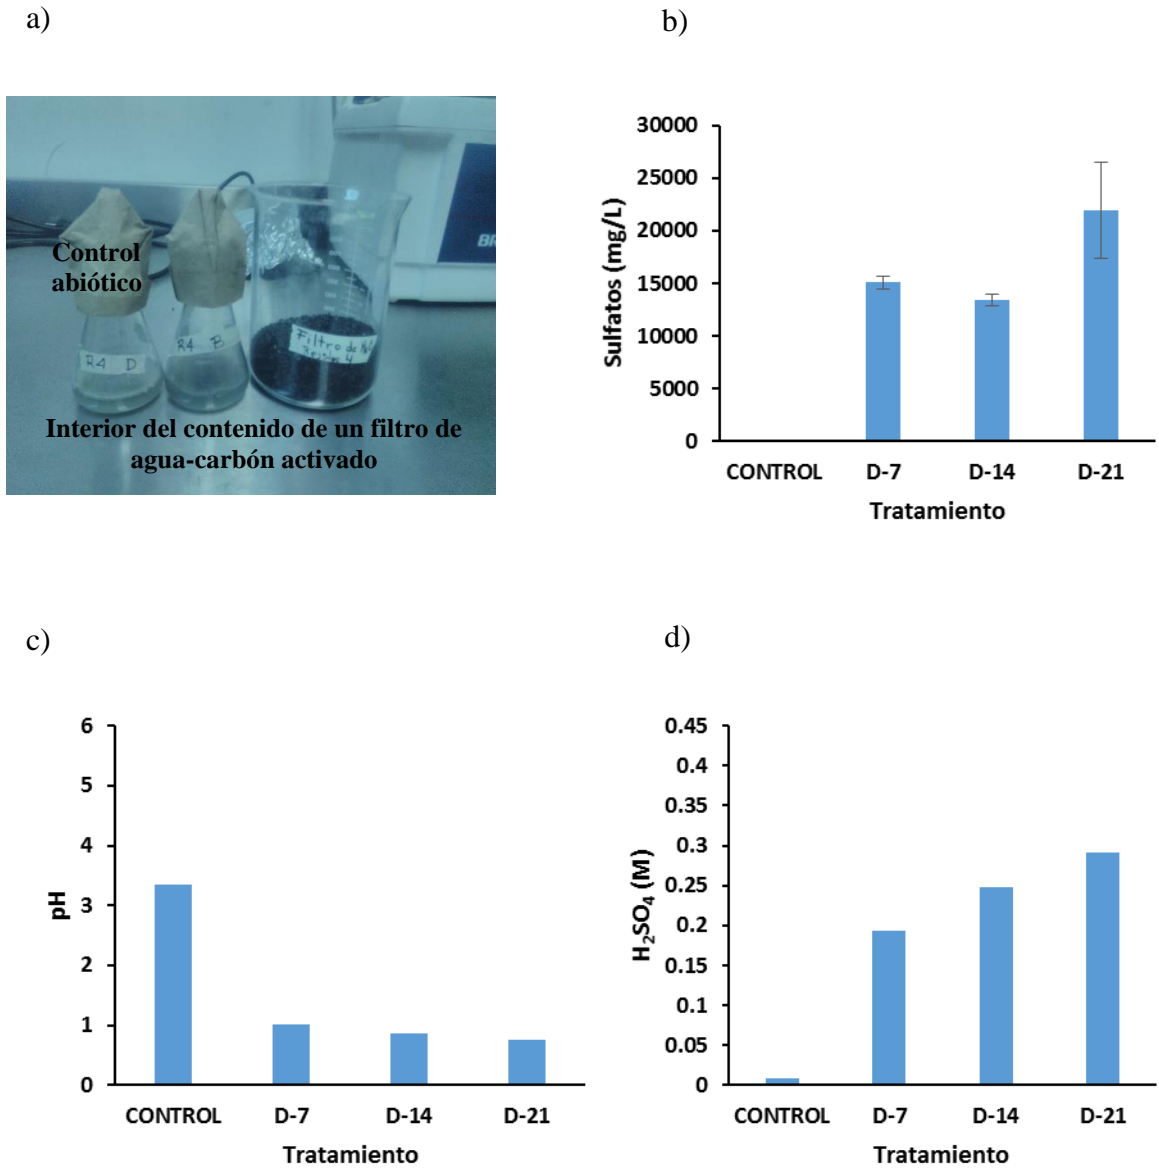 a)
b)
Control
abiótico
R4 D
R4 B
Filtro de H₂O
BR
Interior del contenido de un filtro de
agua-carbón activado
Sulfatos (mg/L)
30000
25000
20000
15000
10000
5000
0
CONTROL D-7 D-14 D-21
Tratamiento
c)
d)
pH
6
5
4
3
2
1
0
CONTROL D-7 D-14 D-21
Tratamiento
H₂SO₄ (M)
0.45
0.4
0.35
0.3
0.25
0.2
0.15
0.1
0.05
0
CONTROL D-7 D-14 D-21
Tratamiento